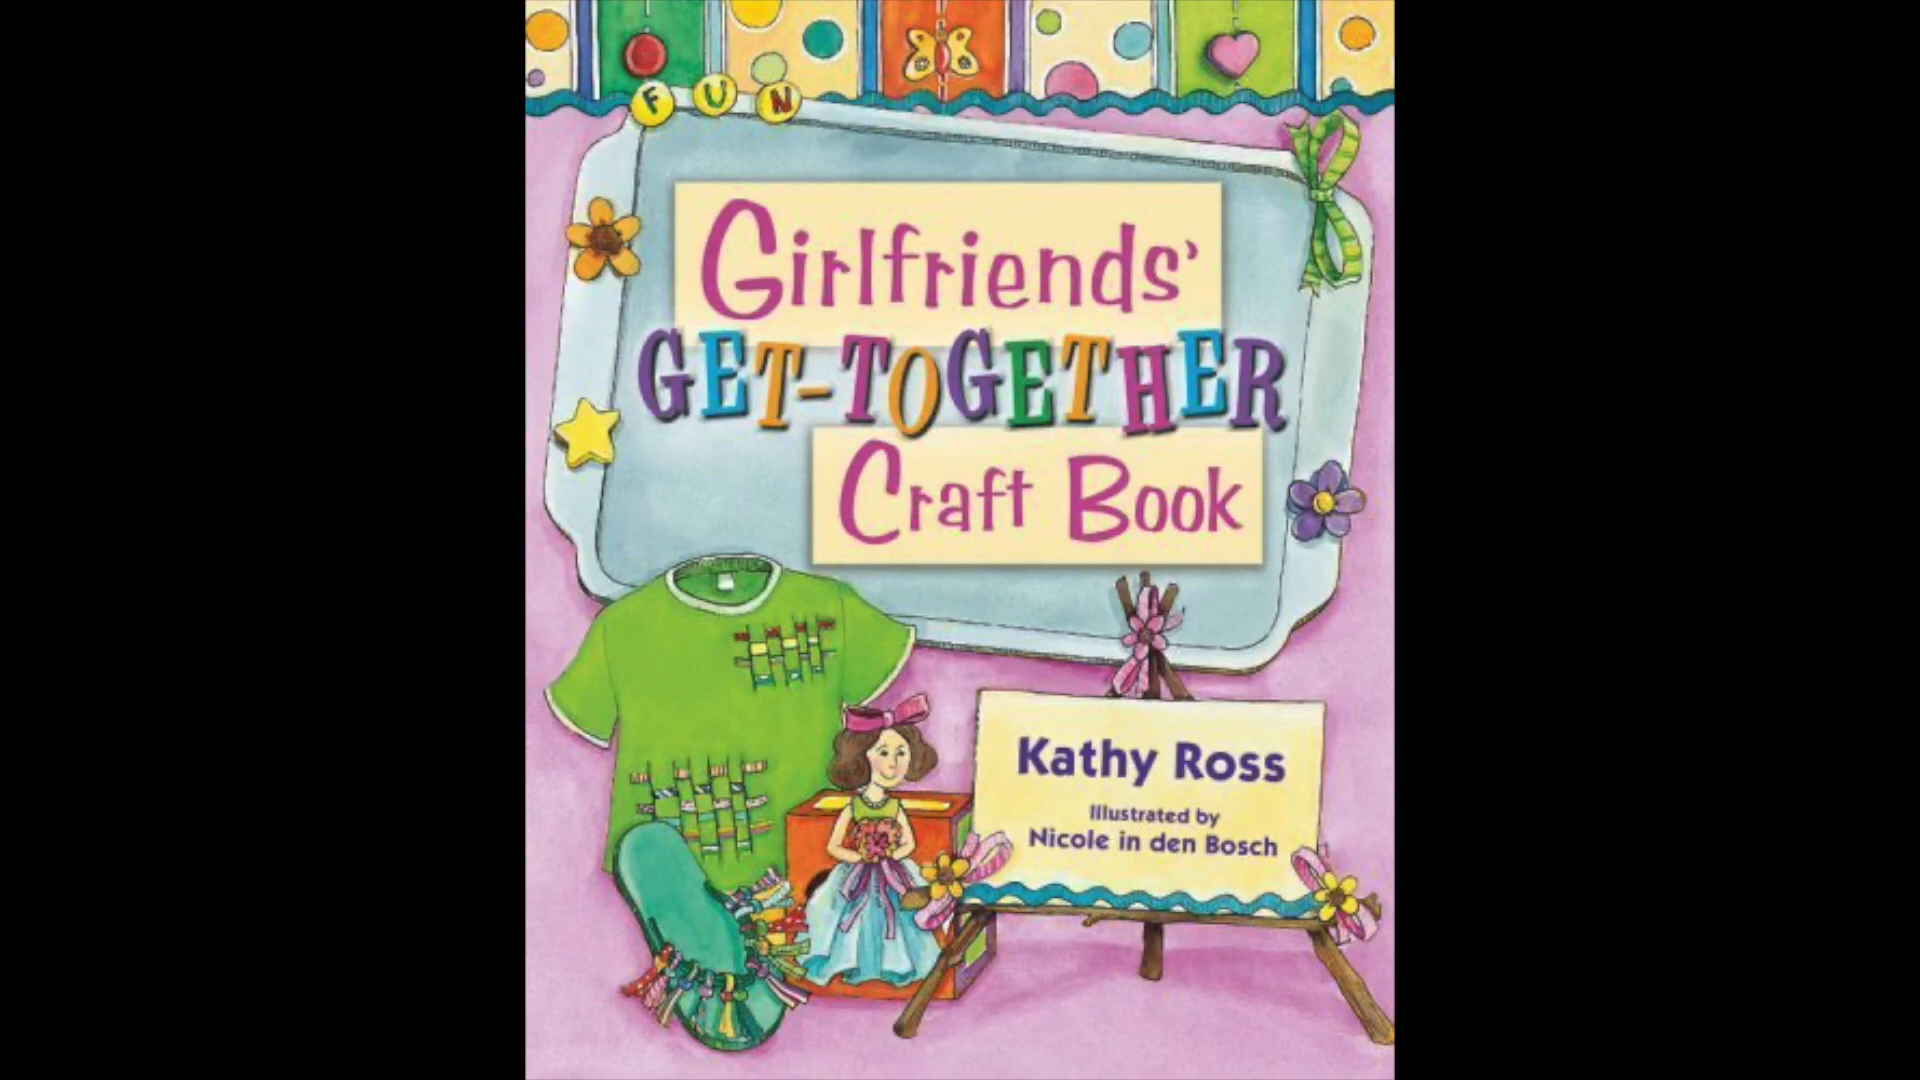 FUN
Girlfriends’
GET-TOGETHER
Craft Book
Kathy Ross
Illustrated by
Nicole in den Bosch